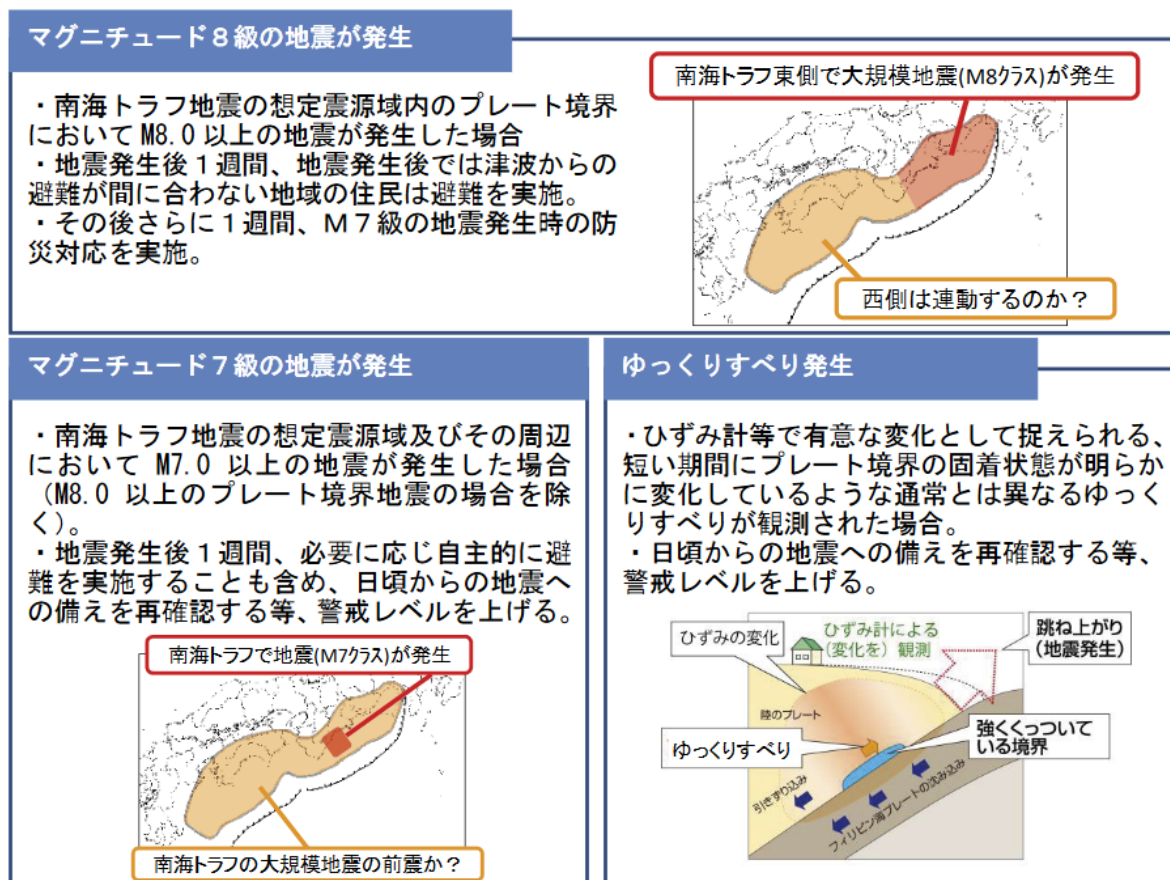 マグニチュード８級の地震が発生
・南海トラフ地震の想定震源域内のプレート境界
において M8.0 以上の地震が発生した場合
・地震発生後１週間、地震発生後では津波からの
避難が間に合わない地域の住民は避難を実施。
・その後さらに１週間、Ｍ７級の地震発生時の防
災対応を実施。
南海トラフ東側で大規模地震(M8クラス)が発生
西側は連動するのか？
マグニチュード７級の地震が発生
・南海トラフ地震の想定震源域及びその周辺
において M7.0 以上の地震が発生した場合
（M8.0 以上のプレート境界地震の場合を除
く）。
・地震発生後１週間、必要に応じ自主的に避
難を実施することも含め、日頃からの地震へ
の備えを再確認する等、警戒レベルを上げる。
南海トラフで地震(M7クラス)が発生
南海トラフの大規模地震の前震か？
ゆっくりすべり発生
・ひずみ計等で有意な変化として捉えられる、
短い期間にプレート境界の固着状態が明らか
に変化しているような通常とは異なるゆっく
りすべりが観測された場合。
・日頃からの地震への備えを再確認する等、
警戒レベルを上げる。
ひずみの変化
ひずみ計による
（変化を）観測
跳ね上がり
（地震発生）
陸のプレート
ゆっくりすべり
強くくっついて
いる境界
引きずり込み
フィリピン海プレートの沈み込み